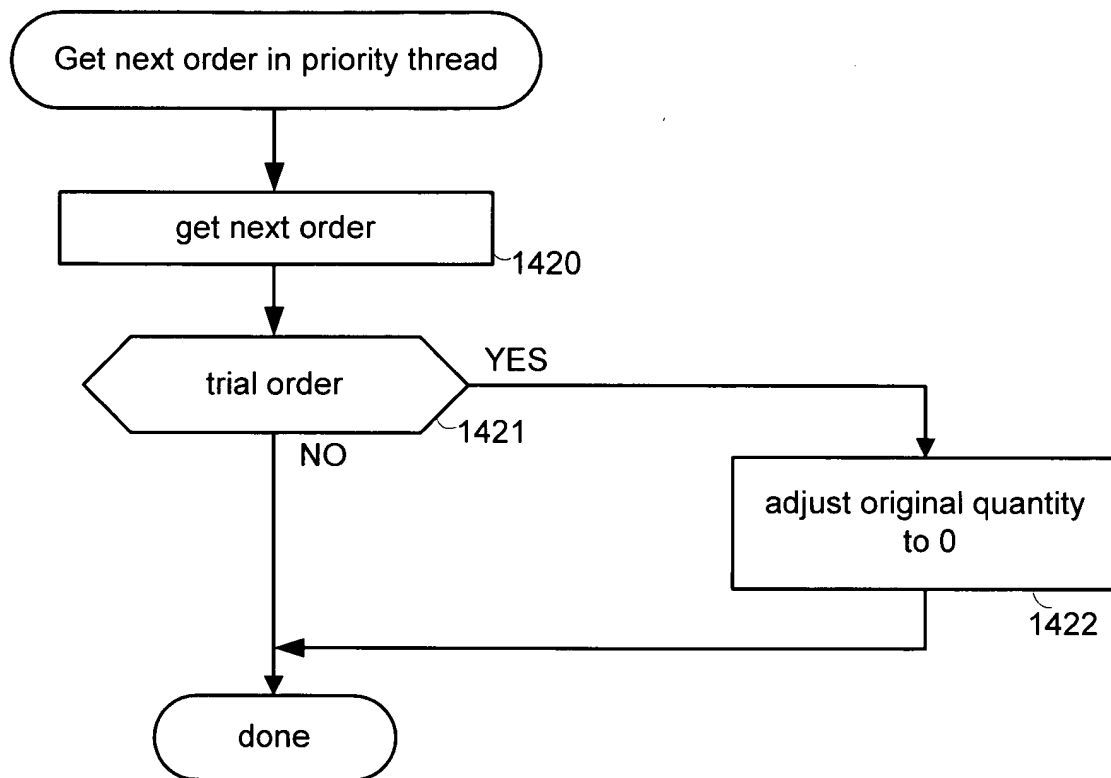 Get next order in priority thread
get next order
1420
trial order
YES
1421
NO
adjust original quantity
to 0
1422
done